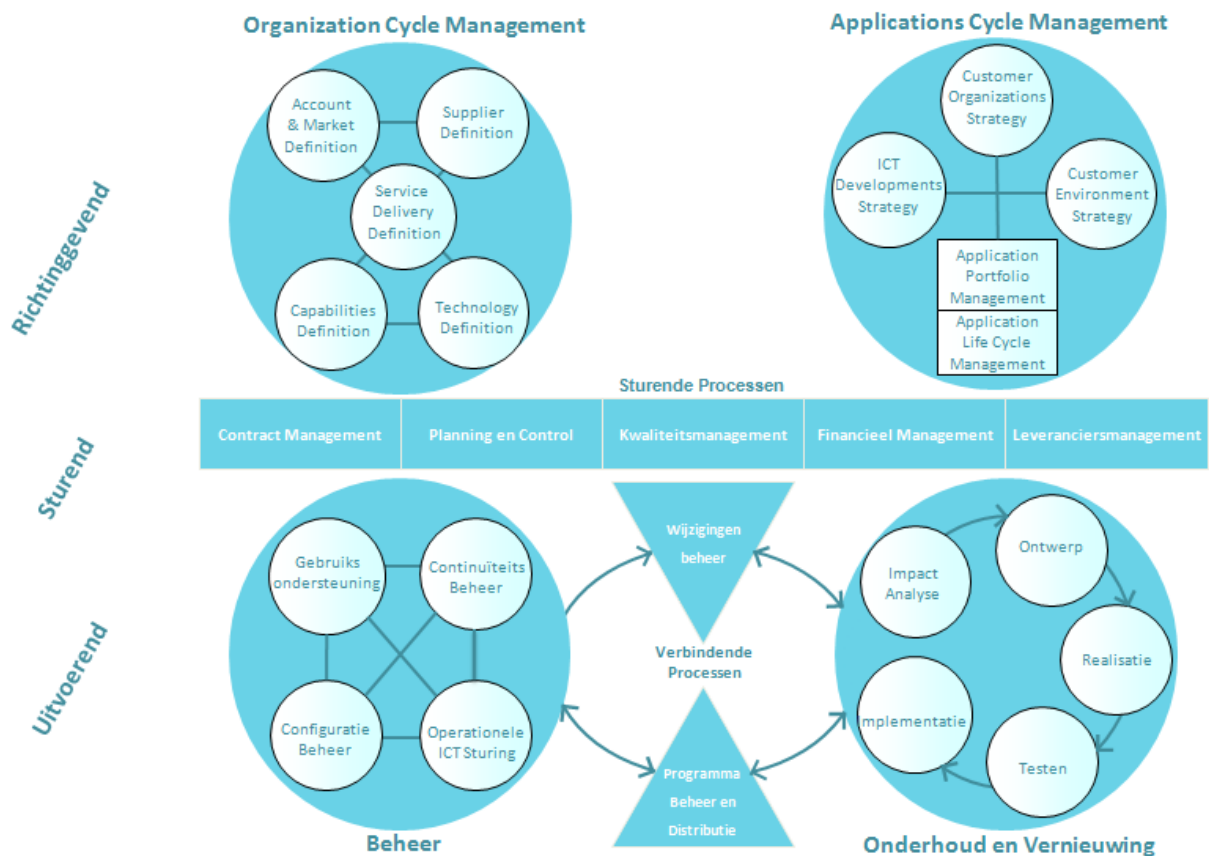 Organization Cycle Management
Applications Cycle Management
Richtinggevend
Account
& Market
Definition
Supplier
Definition
Service
Delivery
Definition
Capabilities
Definition
Technology
Definition
Customer
Organizations
Strategy
ICT
Developments
Strategy
Customer
Environment
Strategy
Application
Portfolio
Management
Application
Life Cycle
Management
Sturende Processen
Sturend
Contract Management
Planning en Control
Kwaliteitsmanagement
Financieel Management
Leveranciersmanagement
Uitvoerend
Gebruiks
ondersteuning
Continuïteits
Beheer
Configuratie
Beheer
Operationele
ICT Sturing
Beheer
Wijzigingen
beheer
Verbindende
Processen
Programma
Beheer en
Distributie
Impact
Analyse
Ontwerp
Realisatie
Testen
Implementatie
Onderhoud en Vernieuwing